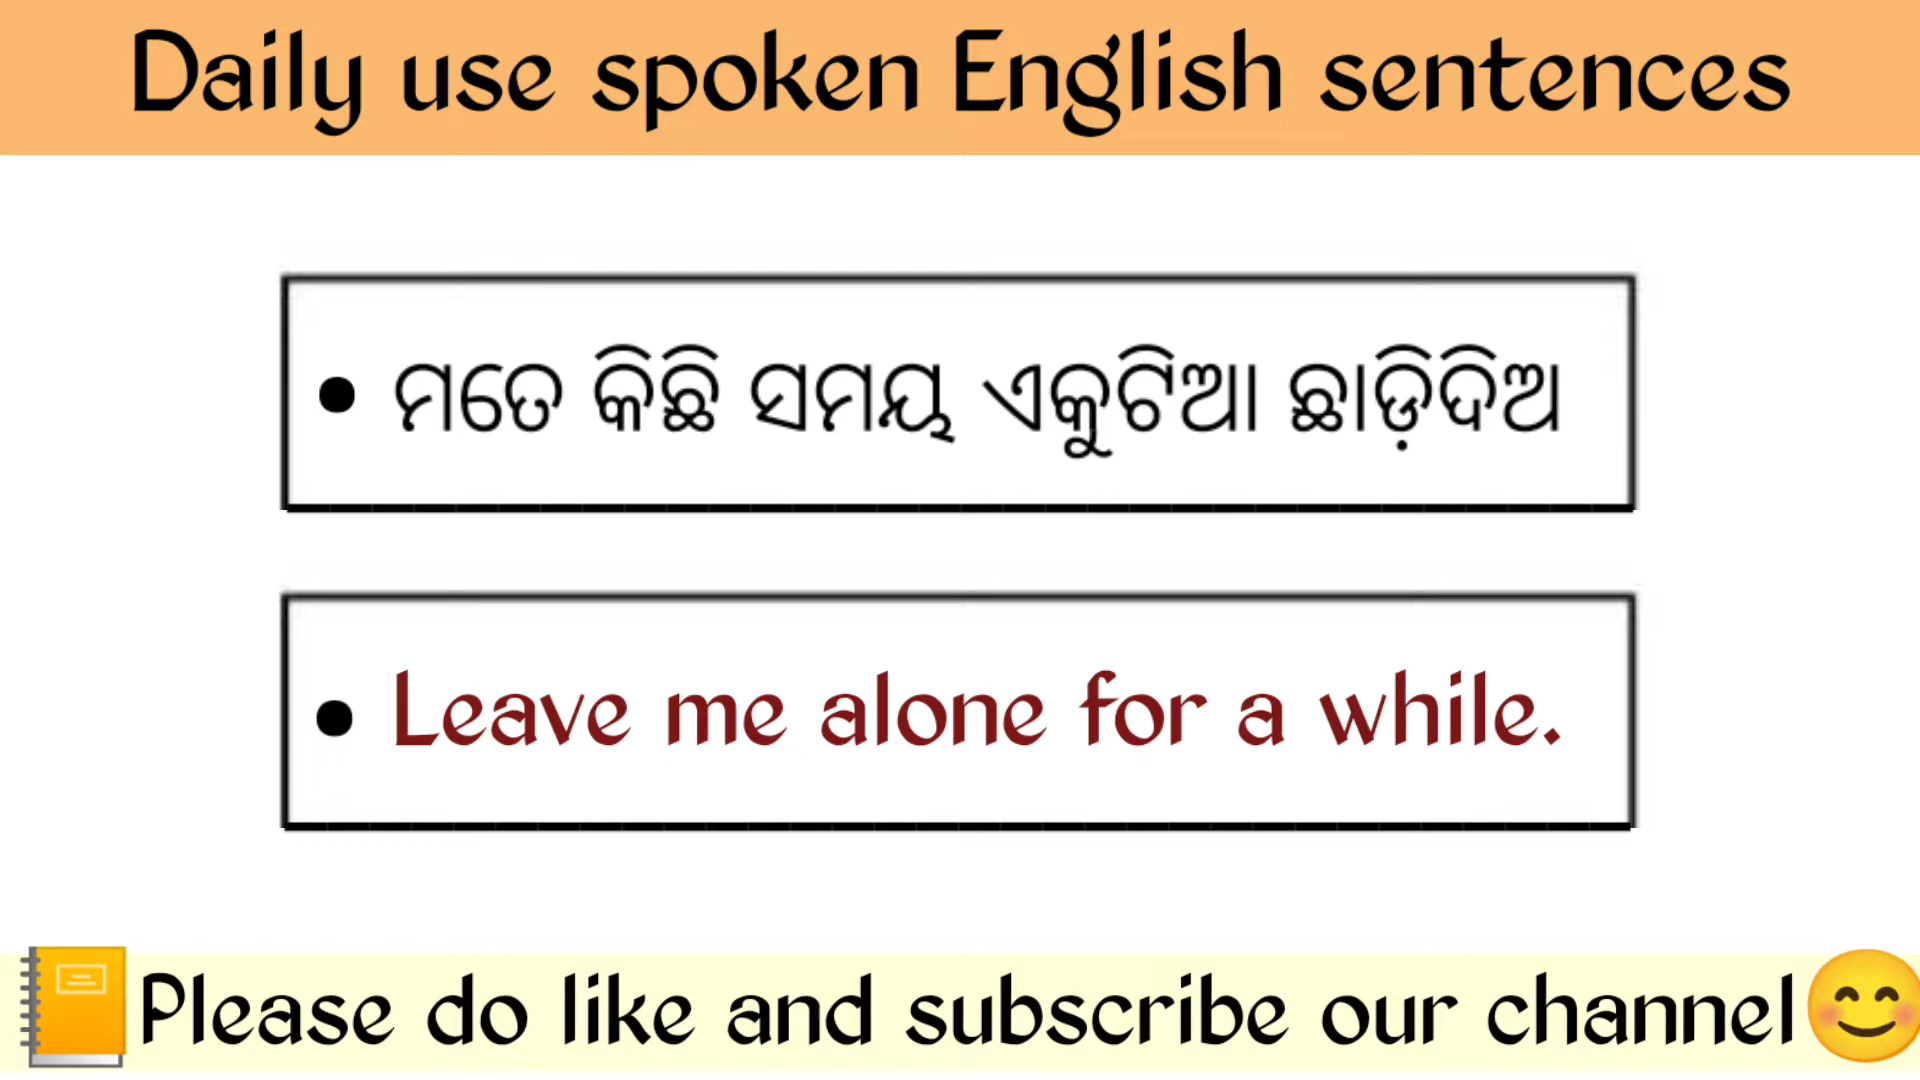 Daily use spoken English sentences
• ମତେ କିଛି ସମୟ ଏକୁଟିଆ ଛାଡ଼ିଦିଅ
• Leave me alone for a while.
Please do like and subscribe our channel